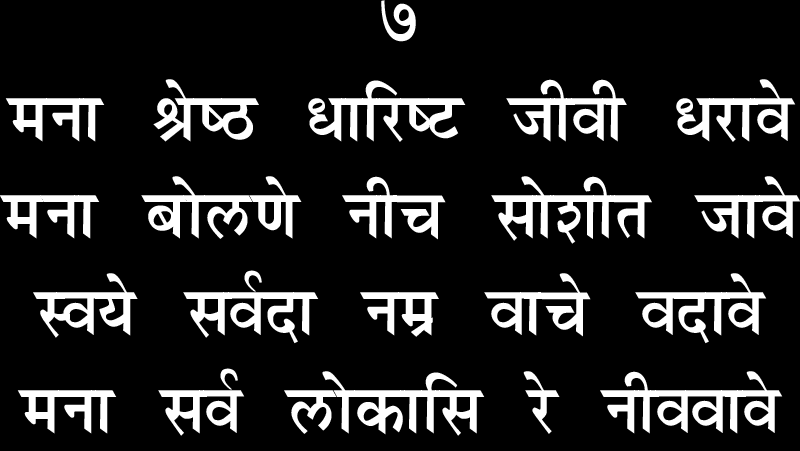 ७
मना श्रेष्ठ धारिष्ट जीवी धरावे
मना बोलणे नीच सोशीत जावे
स्वये सर्वदा नम्र वाचे वदावे
मना सर्व लोकासि रे नीववावे